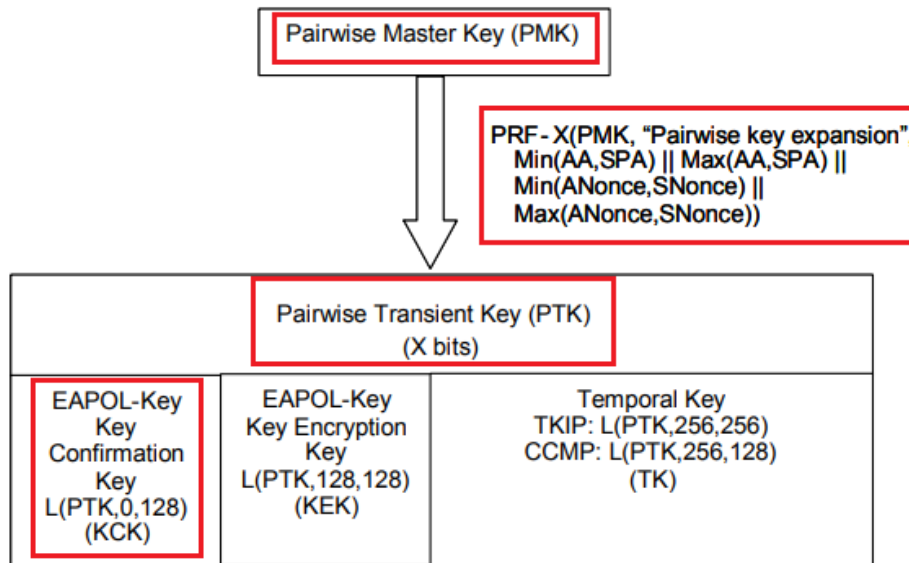 Pairwise Master Key (PMK)
PRF - X(PMK, “Pairwise key expansion”
Min(AA,SPA) || Max(AA,SPA) ||
Min(ANonce,SNonce) ||
Max(ANonce,SNonce))
Pairwise Transient Key (PTK)
(X bits)
EAPOL-Key
Key
Confirmation
Key
L(PTK,0,128)
(KCK)
EAPOL-Key
Key Encryption
Key
L(PTK,128,128)
(KEK)
Temporal Key
TKIP: L(PTK,256,256)
CCMP: L(PTK,256,128)
(TK)